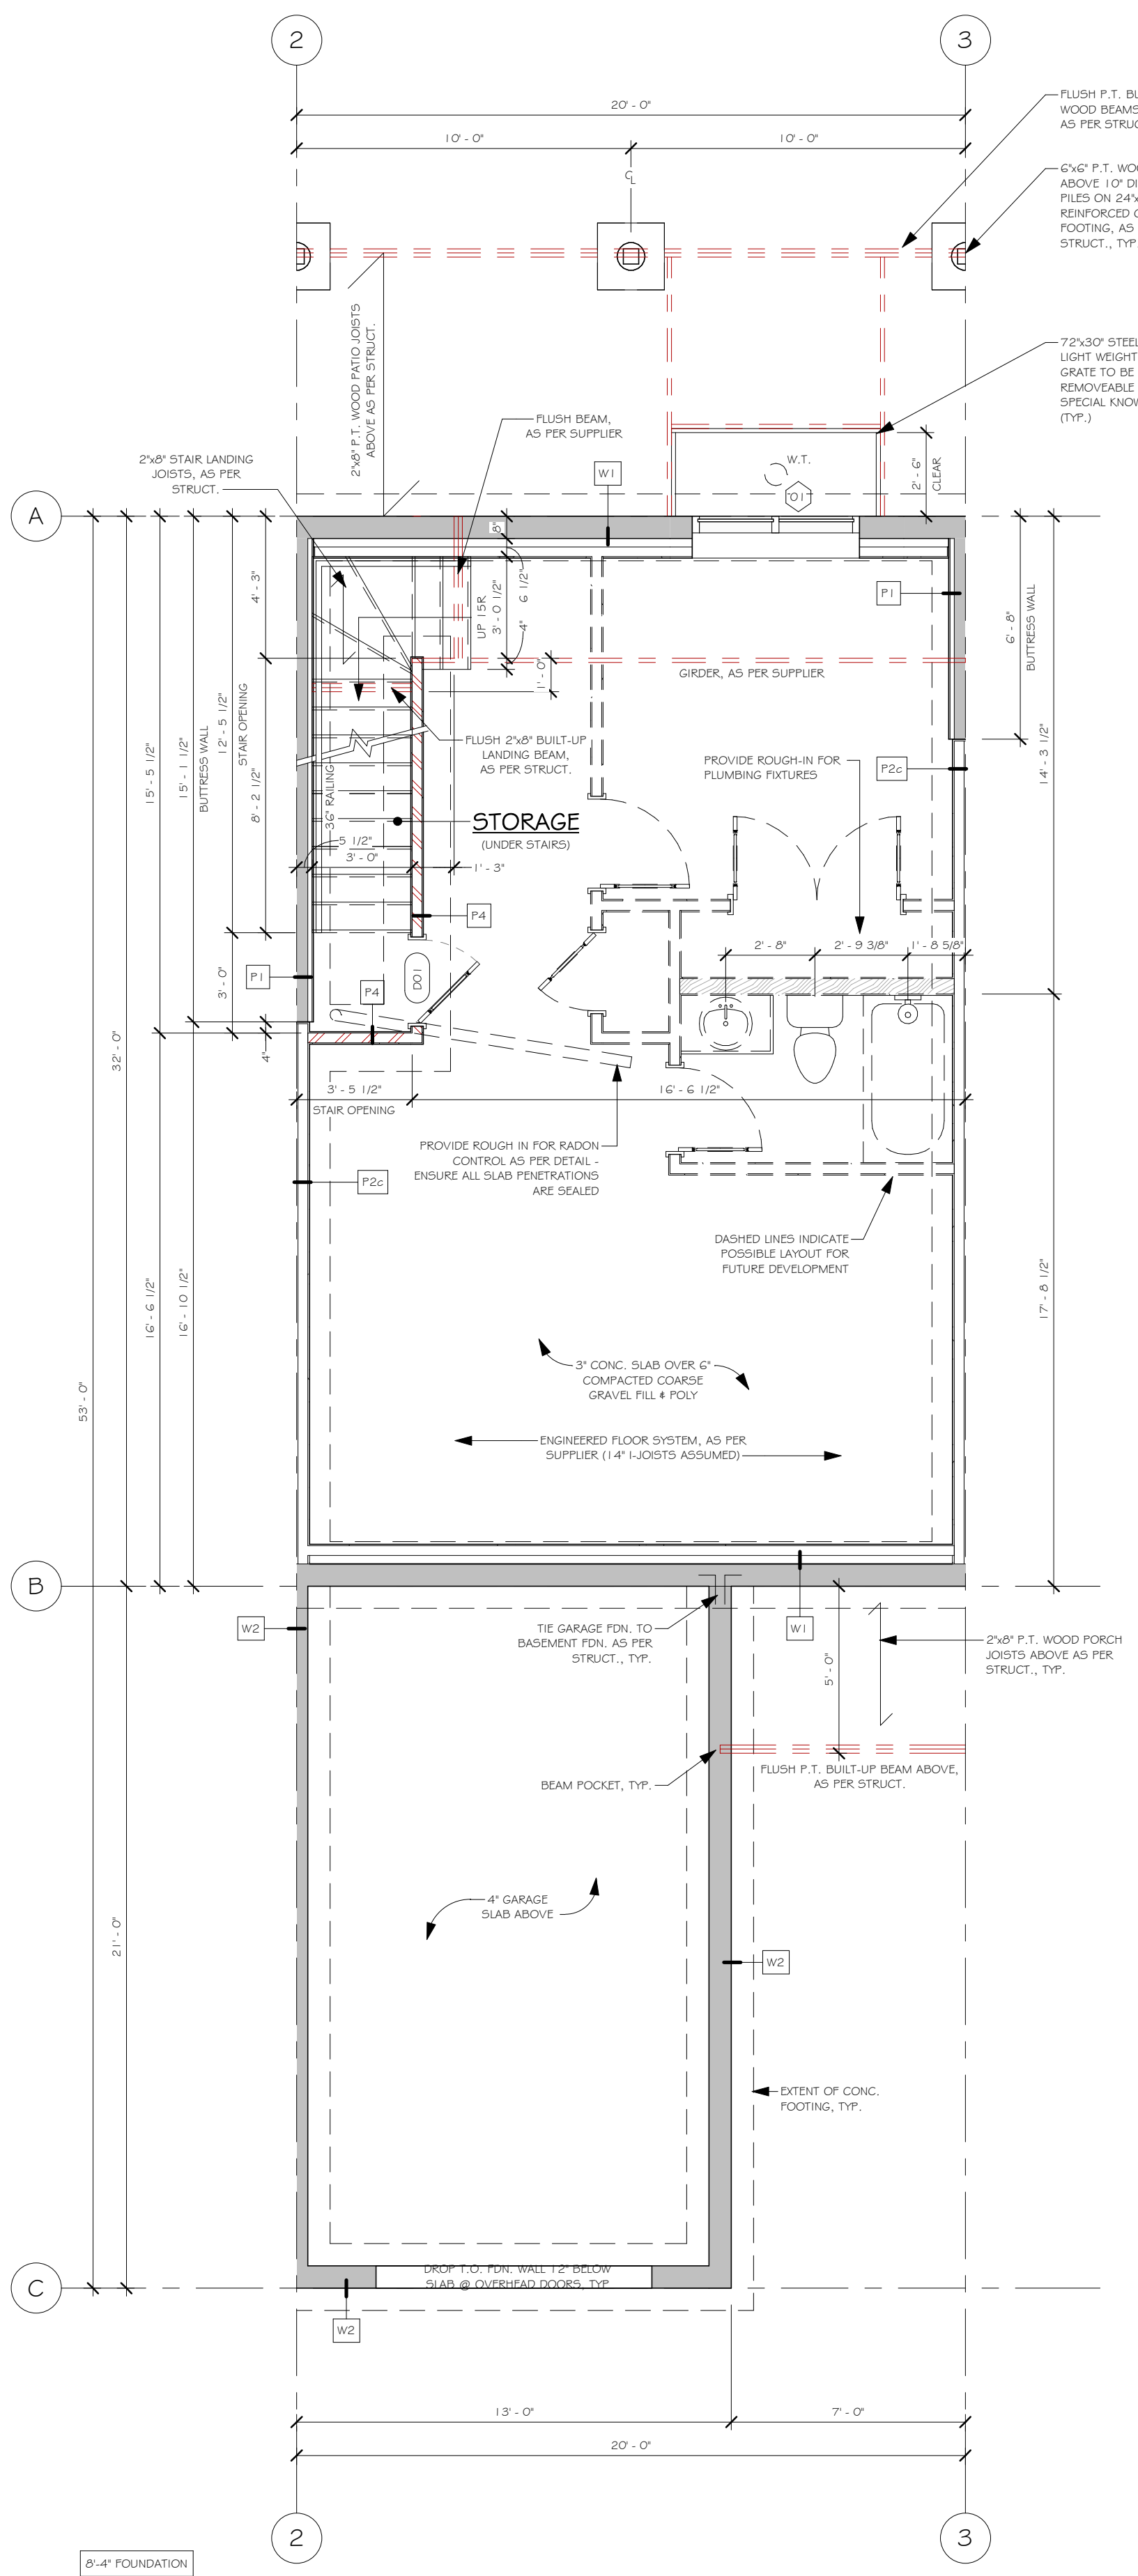 2
3
20' - 0"
10' - 0"
10' - 0"
CL
FLUSH P.T.
WOOD BEAMS
AS PER
6"x6" P.T.
ABOVE 10"
PILES ON
REINFORCED
FOOTING, AS
STRUCT., TYP
72"x30" STEEL
LIGHT WEIGHT
GRATE TO BE
REMOVEABLE
SPECIAL
(TYP.)
2"x8" P.T. WOOD PATIO JOISTS
ABOVE AS PER STRUCT.
FLUSH BEAM,
AS PER SUPPLIER
2"x8" STAIR LANDING
JOISTS, AS PER
STRUCT.
W1
W.T.
01
2' - 6"
CLEAR
A
8"
6 1/2"
3' - 0 1/2"
4"
UP 15R
1' - 0"
4' - 3"
8' - 2 1/2"
12' - 5 1/2"
STAIR OPENING
15' - 1 1/2"
BUTTRESS WALL
15' - 5 1/2"
3' - 0"
4"
32' - 0"
53' - 0"
P1
6' - 8"
BUTTRESS WALL
14' - 3 1/2"
GIRDER, AS PER SUPPLIER
FLUSH 2"x8" BUILT-UP
LANDING BEAM,
AS PER STRUCT.
PROVIDE ROUGH-IN FOR
PLUMBING FIXTURES
P2c
36" RAILING
STORAGE
(UNDER STAIRS)
5 1/2"
3' - 0"
1' - 3"
P4
2' - 8"
2' - 9 3/8"
1' - 8 5/8"
P1
P4
D01
3' - 5 1/2"
STAIR OPENING
16' - 6 1/2"
PROVIDE ROUGH IN FOR RADON
CONTROL AS PER DETAIL -
ENSURE ALL SLAB PENETRATIONS
ARE SEALED
P2c
DASHED LINES INDICATE
POSSIBLE LAYOUT FOR
FUTURE DEVELOPMENT
16' - 6 1/2"
16' - 10 1/2"
17' - 8 1/2"
3" CONC. SLAB OVER 6"
COMPACTED COARSE
GRAVEL FILL & POLY
ENGINEERED FLOOR SYSTEM, AS PER
SUPPLIER (14" I-JOISTS ASSUMED)
B
W2
TIE GARAGE FDN. TO
BASEMENT FDN. AS PER
STRUCT., TYP.
W1
5' - 0"
2"x8" P.T. WOOD PORCH
JOISTS ABOVE AS PER
STRUCT., TYP.
BEAM POCKET, TYP.
FLUSH P.T. BUILT-UP BEAM ABOVE,
AS PER STRUCT.
4" GARAGE
SLAB ABOVE
21' - 0"
W2
EXTENT OF CONC.
FOOTING, TYP.
DROP T.O. FDN. WALL 12" BELOW
SLAB @ OVERHEAD DOORS, TYP
C
W2
13' - 0"
7' - 0"
20' - 0"
2
3
8'-4" FOUNDATION